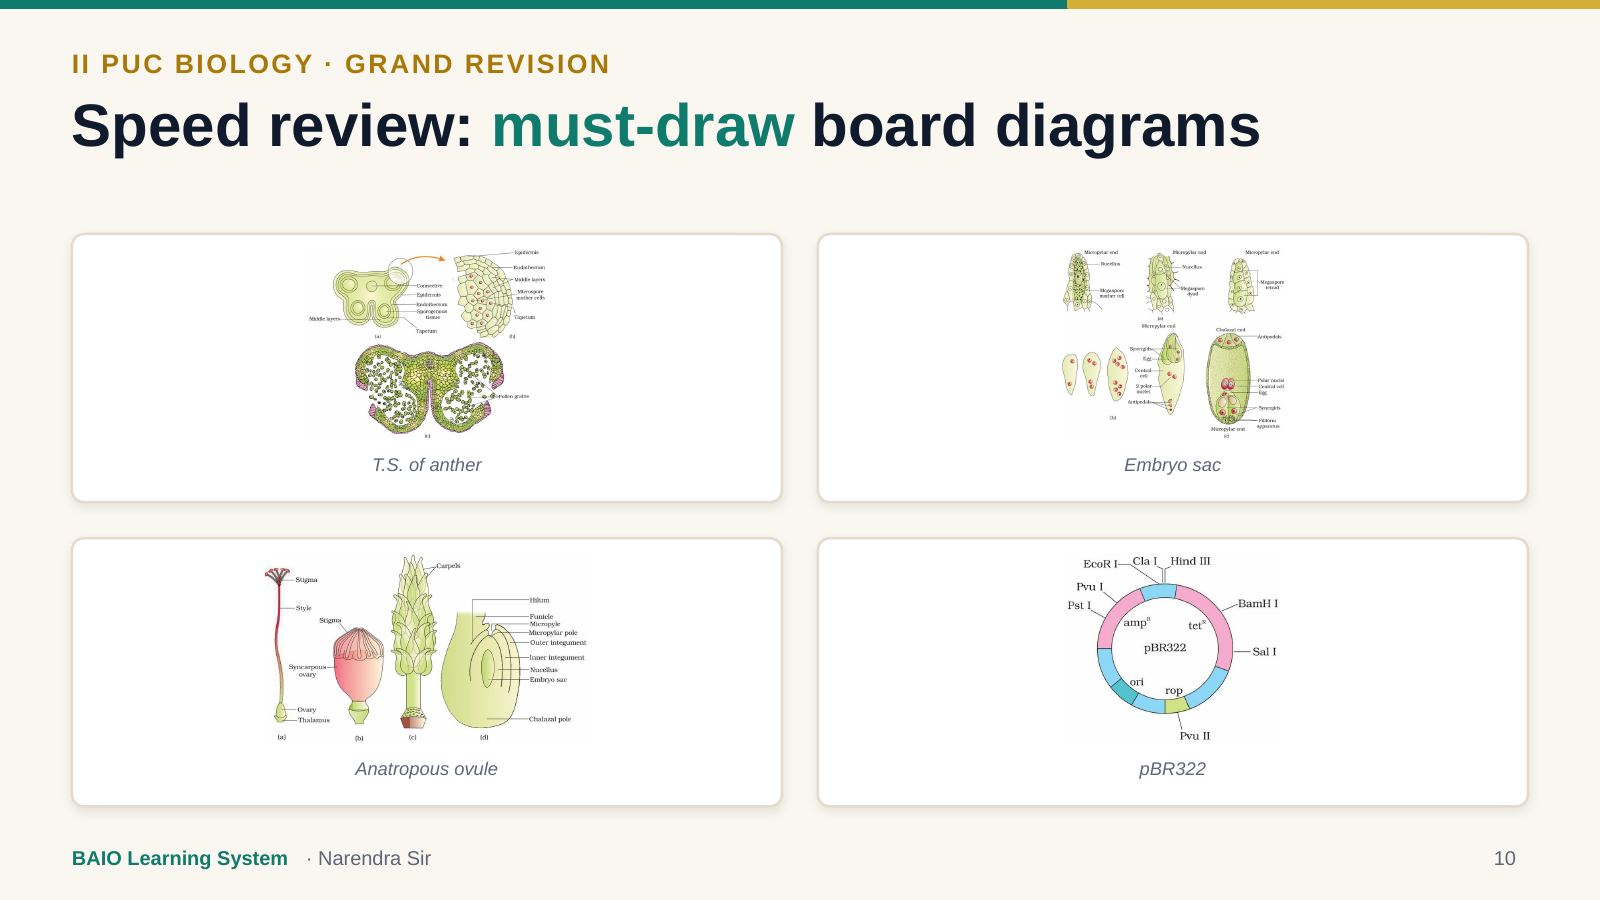 II PUC BIOLOGY · GRAND REVISION
Speed review: must-draw board diagrams
Epidermis
Endothecium
Middle layers
Microspore
mother cells
Tapetum
Connective
Epidermis
Endothecium
Sporogenous
tissue
Middle layers
Tapetum
(a)
(b)
Pollen grains
(c)
T.S. of anther
Micropylar end
Micropylar end
Micropylar end
Nucellus
Nucellus
Megaspore
mother cell
Megaspore
dyad
Megaspore
tetrad
(a)
Micropylar end
Chalazal end
Antipodals
Synergids
Egg
Central
cell
2 polar
nuclei
Antipodals
Polar nuclei
Central cell
Egg
Synergids
Filiform
apparatus
(b)
Micropylar end
(c)
Embryo sac
Stigma
Style
Stigma
Syncarpous
ovary
Ovary
Thalamus
Carpels
Hilum
Funicle
Micropyle
Micropylar pole
Outer integument
Inner integument
Nucellus
Embryo sac
Chalazal pole
(a)
(b)
(c)
(d)
Anatropous ovule
EcoR I
Cla I
Hind III
Pvu I
Pst I
BamH I
ampR
tetR
pBR322
Sal I
ori
rop
Pvu II
pBR322
BAIO Learning System · Narendra Sir
10